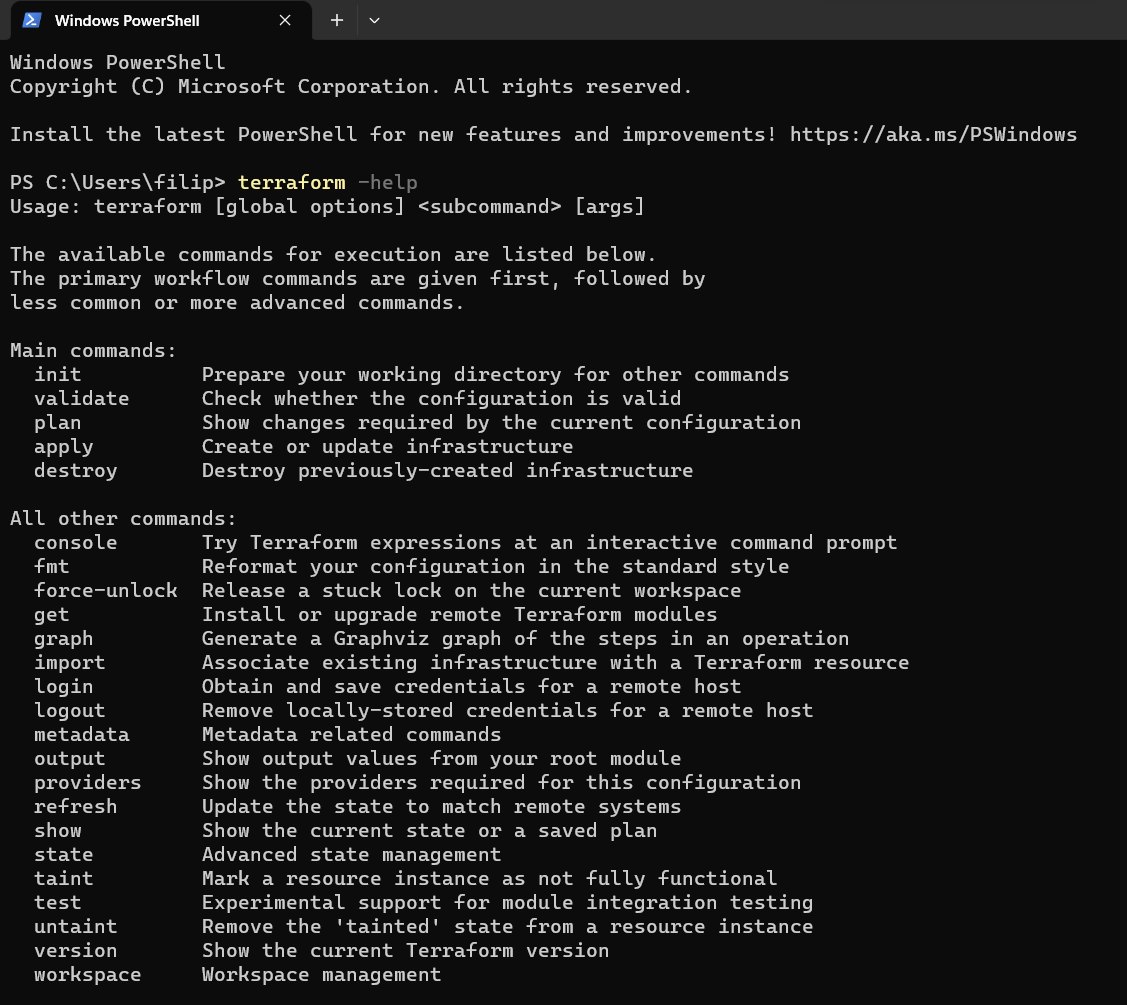 Windows PowerShell
Windows PowerShell
Copyright (C) Microsoft Corporation. All rights reserved.
Install the latest PowerShell for new features and improvements! https://aka.ms/PSWindows
PS C:\Users\filip> terraform -help
Usage: terraform [global options] <subcommand> [args]
The available commands for execution are listed below.
The primary workflow commands are given first, followed by
less common or more advanced commands.
Main commands:
  init          Prepare your working directory for other commands
  validate      Check whether the configuration is valid
  plan          Show changes required by the current configuration
  apply         Create or update infrastructure
  destroy       Destroy previously-created infrastructure
All other commands:
  console       Try Terraform expressions at an interactive command prompt
  fmt           Reformat your configuration in the standard style
  force-unlock  Release a stuck lock on the current workspace
  get           Install or upgrade remote Terraform modules
  graph         Generate a Graphviz graph of the steps in an operation
  import        Associate existing infrastructure with a Terraform resource
  login         Obtain and save credentials for a remote host
  logout        Remove locally-stored credentials for a remote host
  metadata      Metadata related commands
  output        Show output values from your root module
  providers     Show the providers required for this configuration
  refresh       Update the state to match remote systems
  show          Show the current state or a saved plan
  state         Advanced state management
  taint         Mark a resource instance as not fully functional
  test          Experimental support for module integration testing
  untaint       Remove the 'tainted' state from a resource instance
  version       Show the current Terraform version
  workspace     Workspace management